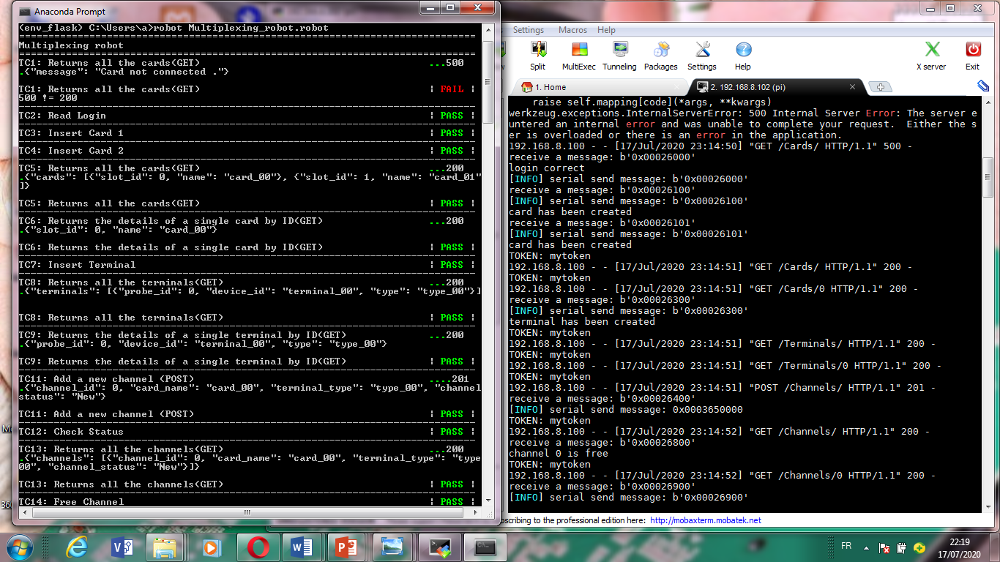 Anaconda Prompt
(env_flask) C:\Users\a>robot Multiplexing_robot.robot
==============================================================================
Multiplexing robot
==============================================================================
TC1: Returns all the cards(GET) ...500
.{"message": "Card not connected ."}
TC1: Returns all the cards(GET) | FAIL |
500 != 200
TC2: Read Login | PASS |
TC3: Insert Card 1 | PASS |
TC4: Insert Card 2 | PASS |
TC5: Returns all the cards(GET) ...200
.{"cards": [{"slot_id": 0, "name": "card_00"}, {"slot_id": 1, "name": "card_01"
]}
TC5: Returns all the cards(GET) | PASS |
TC6: Returns the details of a single card by ID(GET) ...200
.{"slot_id": 0, "name": "card_00"}
TC6: Returns the details of a single card by ID(GET) | PASS |
TC7: Insert Terminal | PASS |
TC8: Returns all the terminals(GET) ...200
.{"terminals": [{"probe_id": 0, "device_id": "terminal_00", "type": "type_00"}]
TC8: Returns all the terminals(GET) | PASS |
TC9: Returns the details of a single terminal by ID(GET) ...200
.{"probe_id": 0, "device_id": "terminal_00", "type": "type_00"}
TC9: Returns the details of a single terminal by ID(GET) | PASS |
TC11: Add a new channel (POST) ....201
.{"channel_id": 0, "card_name": "card_00", "terminal_type": "type_00", "channel
status": "New"}
TC11: Add a new channel (POST) | PASS |
TC12: Check Status | PASS |
TC13: Returns all the channels(GET) ...200
.{"channels": [{"channel_id": 0, "card_name": "card_00", "terminal_type": "type
00", "channel_status": "New"}]}
TC13: Returns all the channels(GET) | PASS |
TC14: Free Channel | PASS |
Settings Macros Help
Split MultiExec Tunneling Packages Settings Help X server Exit
1. Home 2. 192.168.8.102 (pi)
raise self.mapping[code](*args, **kwargs)
werkzeug.exceptions.InternalServerError: 500 Internal Server Error: The server e
untered an internal error and was unable to complete your request. Either the s
er is overloaded or there is an error in the application.
192.168.8.100 - - [17/Jul/2020 23:14:50] "GET /Cards/ HTTP/1.1" 500 -
receive a message: b'0x00026000'
login correct
[INFO] serial send message: b'0x00026000'
receive a message: b'0x00026100'
[INFO] serial send message: b'0x00026100'
card has been created
receive a message: b'0x00026101'
[INFO] serial send message: b'0x00026101'
card has been created
TOKEN: mytoken
192.168.8.100 - - [17/Jul/2020 23:14:51] "GET /Cards/ HTTP/1.1" 200 -
TOKEN: mytoken
192.168.8.100 - - [17/Jul/2020 23:14:51] "GET /Cards/0 HTTP/1.1" 200 -
receive a message: b'0x00026300'
[INFO] serial send message: b'0x00026300'
terminal has been created
TOKEN: mytoken
192.168.8.100 - - [17/Jul/2020 23:14:51] "GET /Terminals/ HTTP/1.1" 200 -
TOKEN: mytoken
192.168.8.100 - - [17/Jul/2020 23:14:51] "GET /Terminals/0 HTTP/1.1" 200 -
TOKEN: mytoken
192.168.8.100 - - [17/Jul/2020 23:14:51] "POST /Channels/ HTTP/1.1" 201 -
receive a message: b'0x00026400'
[INFO] serial send message: 0x0003650000
TOKEN: mytoken
192.168.8.100 - - [17/Jul/2020 23:14:52] "GET /Channels/ HTTP/1.1" 200 -
receive a message: b'0x00026800'
channel 0 is free
TOKEN: mytoken
192.168.8.100 - - [17/Jul/2020 23:14:52] "GET /Channels/0 HTTP/1.1" 200 -
receive a message: b'0x00026900'
[INFO] serial send message: b'0x00026900'
scribing to the professional edition here: http://mobaxterm.mobatek.net
FR
22:19
17/07/2020